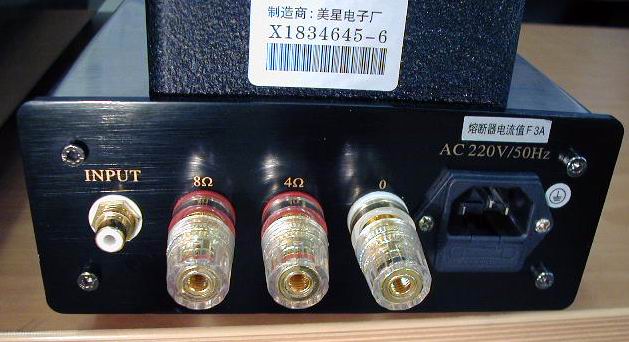 制造商:美星电子厂
X1834645-6
熔断器电流值F3A
AC 220V/50Hz
INPUT
8Ω
4Ω
0